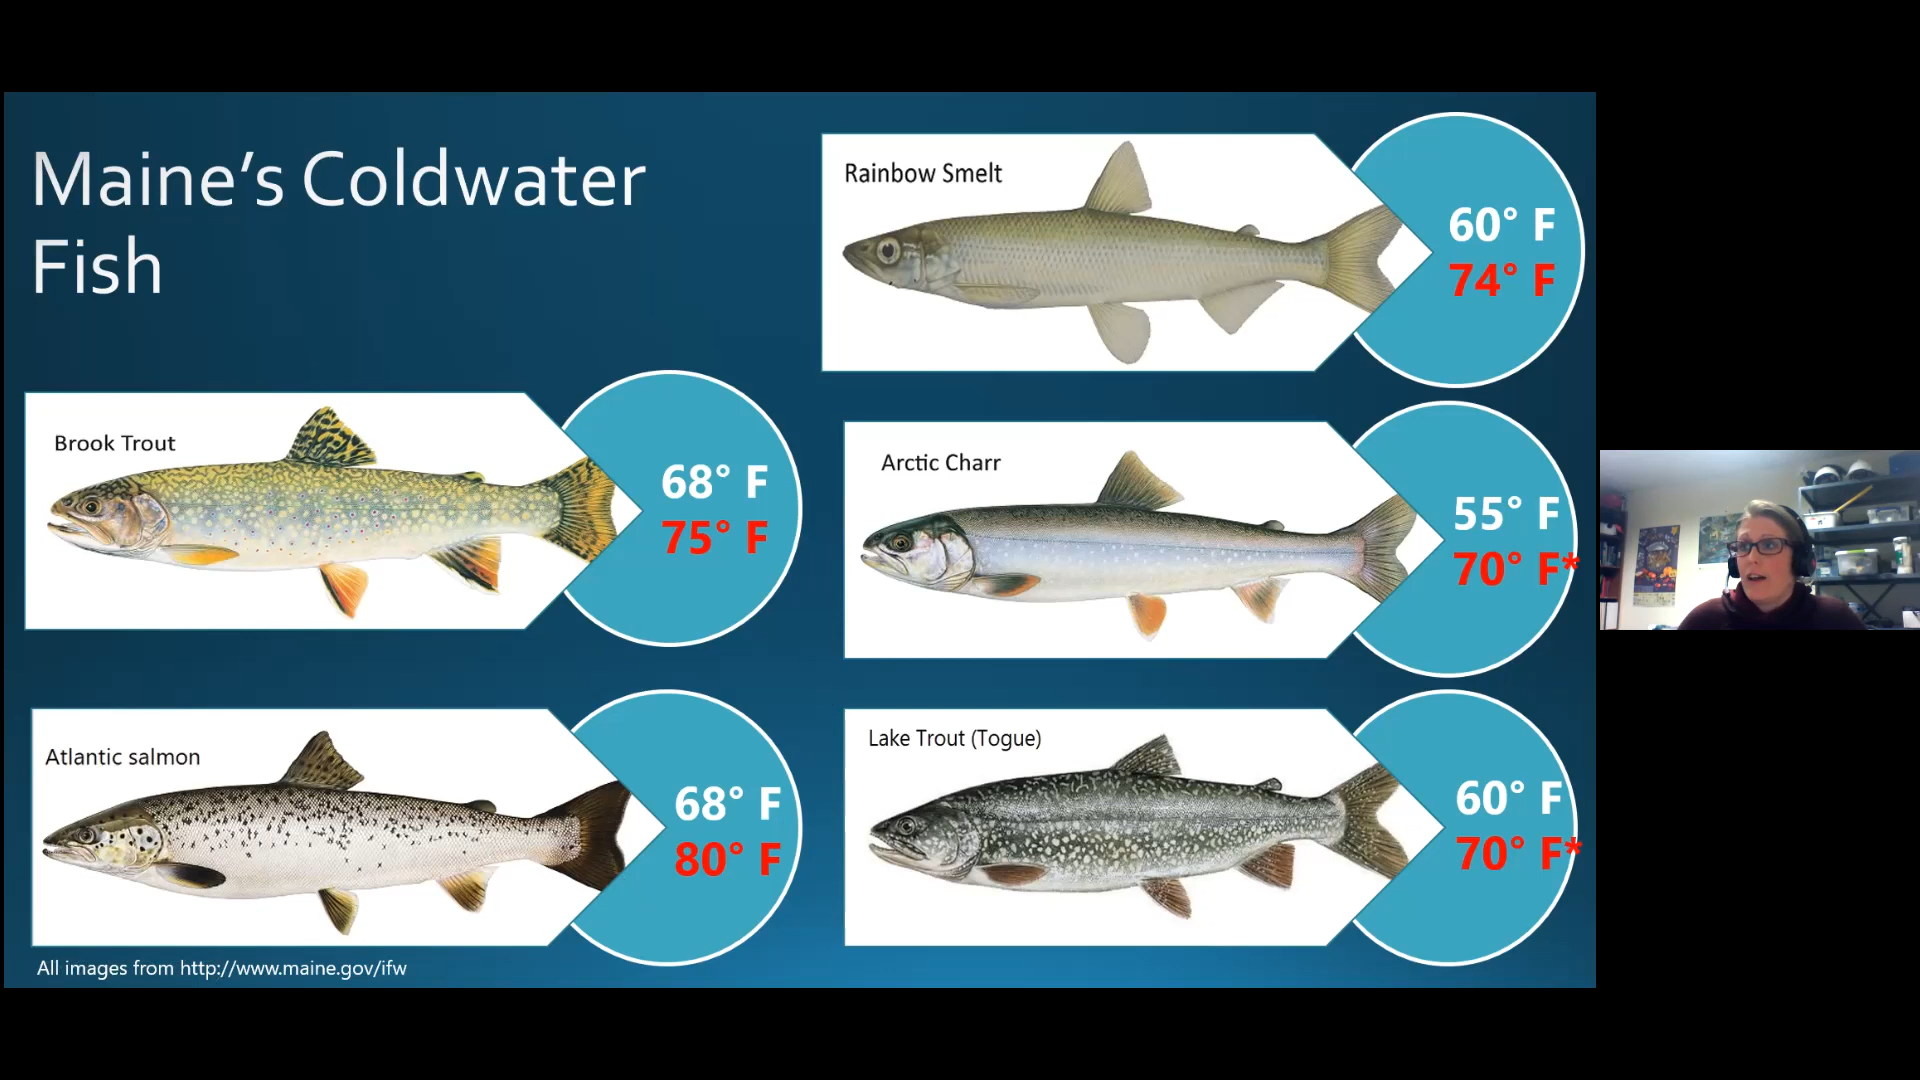 Maine's Coldwater
Fish
Rainbow Smelt
60° F
74° F
Brook Trout
68° F
75° F
Arctic Charr
55° F
70° F*
Atlantic salmon
68° F
80° F
Lake Trout (Togue)
60° F
70° F*
All images from http://www.maine.gov/ifw